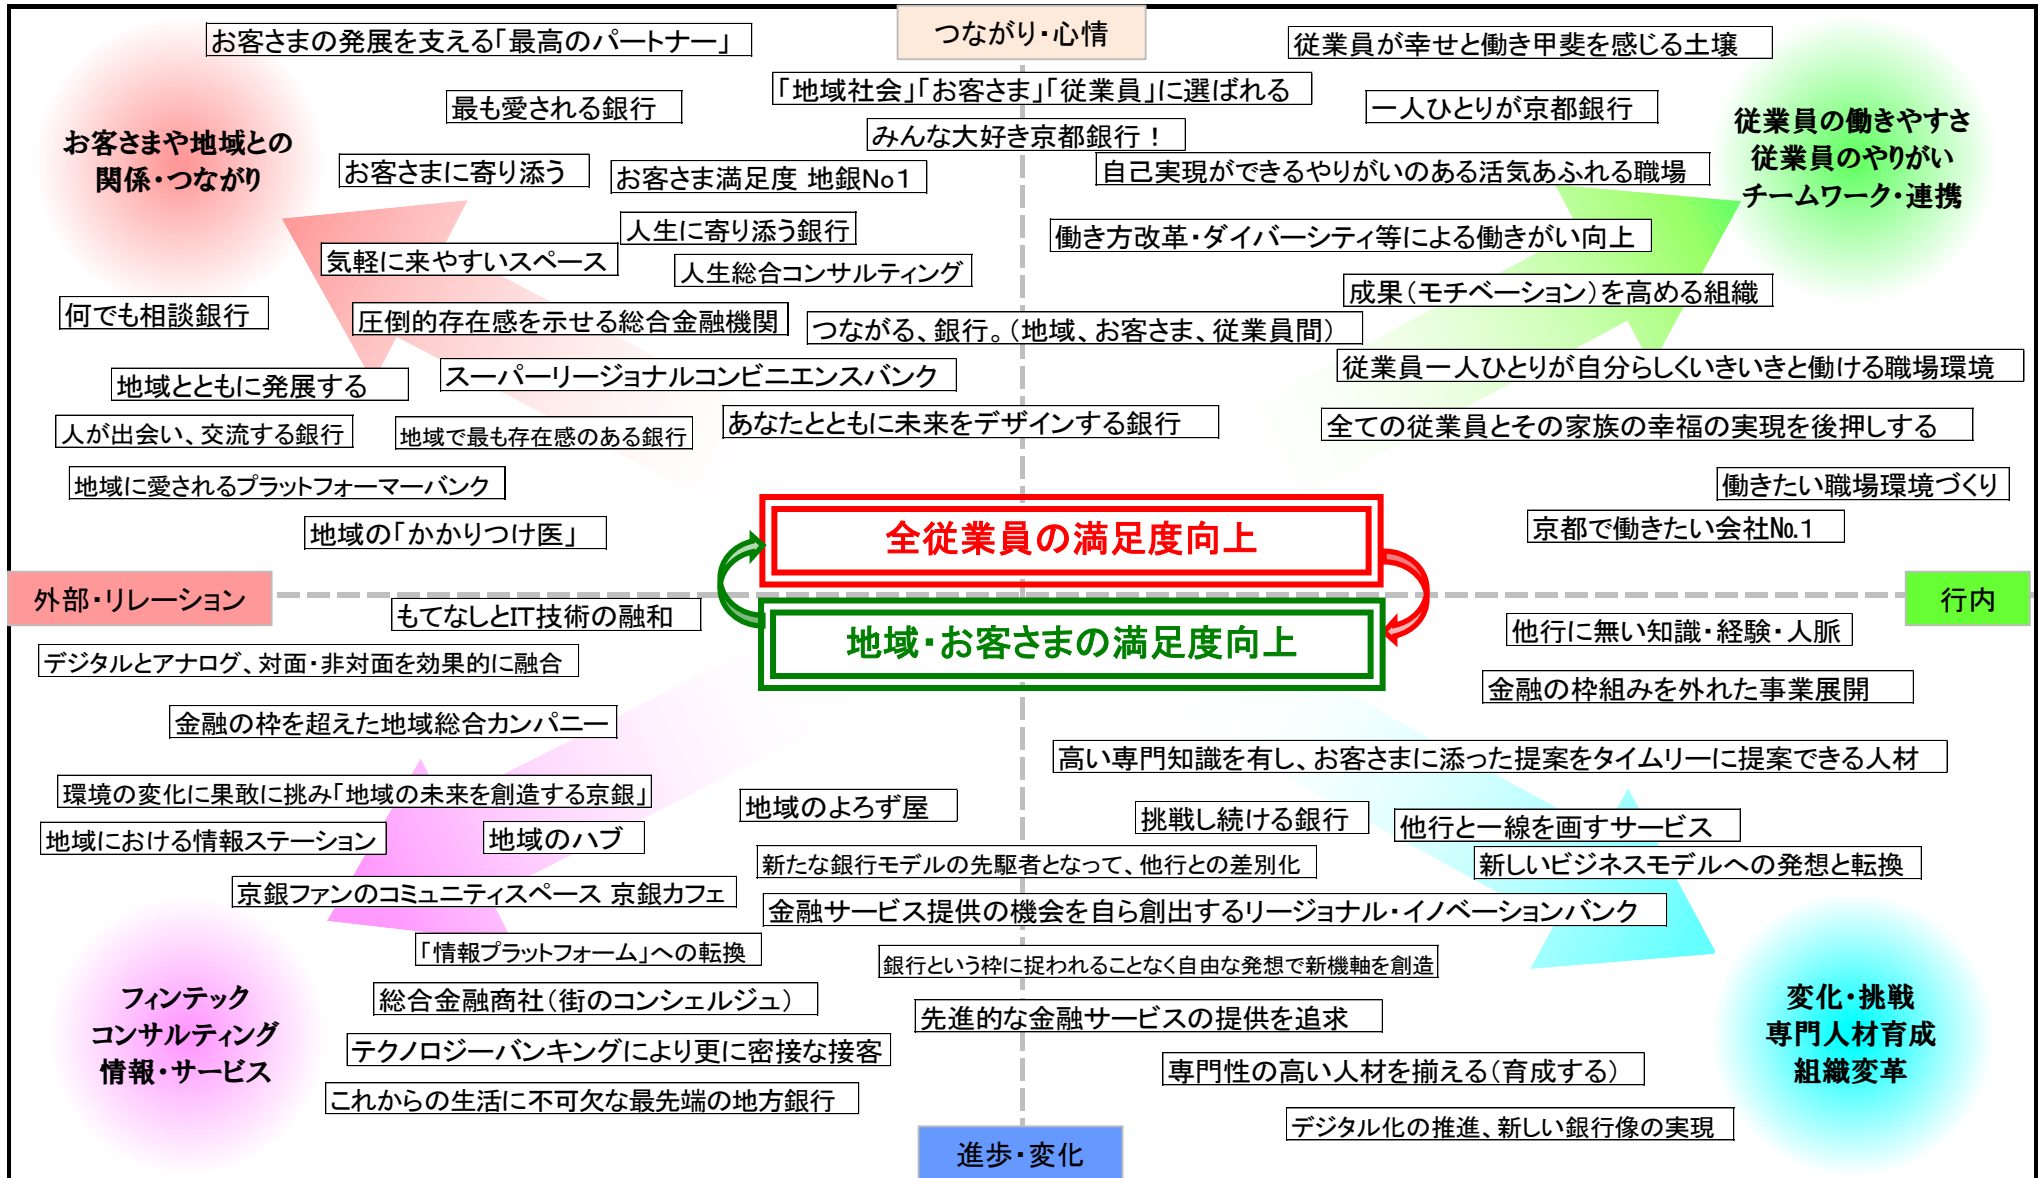 つながり・心情
お客さまの発展を支える「最高のパートナー」
従業員が幸せと働き甲斐を感じる土壌
「地域社会」「お客さま」「従業員」に選ばれる
最も愛される銀行
一人ひとりが京都銀行
みんな大好き京都銀行！
お客さまや地域との
関係・つながり
従業員の働きやすさ
従業員のやりがい
チームワーク・連携
お客さまに寄り添う
お客さま満足度 地銀No1
自己実現ができるやりがいのある活気あふれる職場
人生に寄り添う銀行
働き方改革・ダイバーシティ等による働きがい向上
気軽に来やすいスペース
人生総合コンサルティング
成果（モチベーション）を高める組織
何でも相談銀行
圧倒的存在感を示せる総合金融機関
つながる、銀行。（地域、お客さま、従業員間）
従業員一人ひとりが自分らしくいきいきと働ける職場環境
地域とともに発展する
スーパーリージョナルコンビニエンスバンク
人が出会い、交流する銀行
地域で最も存在感のある銀行
あなたとともに未来をデザインする銀行
全ての従業員とその家族の幸福の実現を後押しする
地域に愛されるプラットフォーマーバンク
働きたい職場環境づくり
地域の「かかりつけ医」
京都で働きたい会社№1
全従業員の満足度向上
外部・リレーション
行内
地域・お客さまの満足度向上
もてなしとIT技術の融和
他行に無い知識・経験・人脈
デジタルとアナログ、対面・非対面を効果的に融合
金融の枠組みを外れた事業展開
金融の枠を超えた地域総合カンパニー
高い専門知識を有し、お客さまに添った提案をタイムリーに提案できる人材
環境の変化に果敢に挑み「地域の未来を創造する京銀」
地域のよろず屋
挑戦し続ける銀行
他行と一線を画すサービス
地域における情報ステーション
地域のハブ
新たな銀行モデルの先駆者となって、他行との差別化
新しいビジネスモデルへの発想と転換
京銀ファンのコミュニティスペース 京銀カフェ
金融サービス提供の機会を自ら創出するリージョナル・イノベーションバンク
「情報プラットフォーム」への転換
銀行という枠に捉われることなく自由な発想で新機軸を創造
フィンテック
コンサルティング
情報・サービス
総合金融商社（街のコンシェルジュ）
先進的な金融サービスの提供を追求
変化・挑戦
専門人材育成
組織変革
テクノロジーバンキングにより更に密接な接客
専門性の高い人材を揃える（育成する）
これからの生活に不可欠な最先端の地方銀行
デジタル化の推進、新しい銀行像の実現
進歩・変化